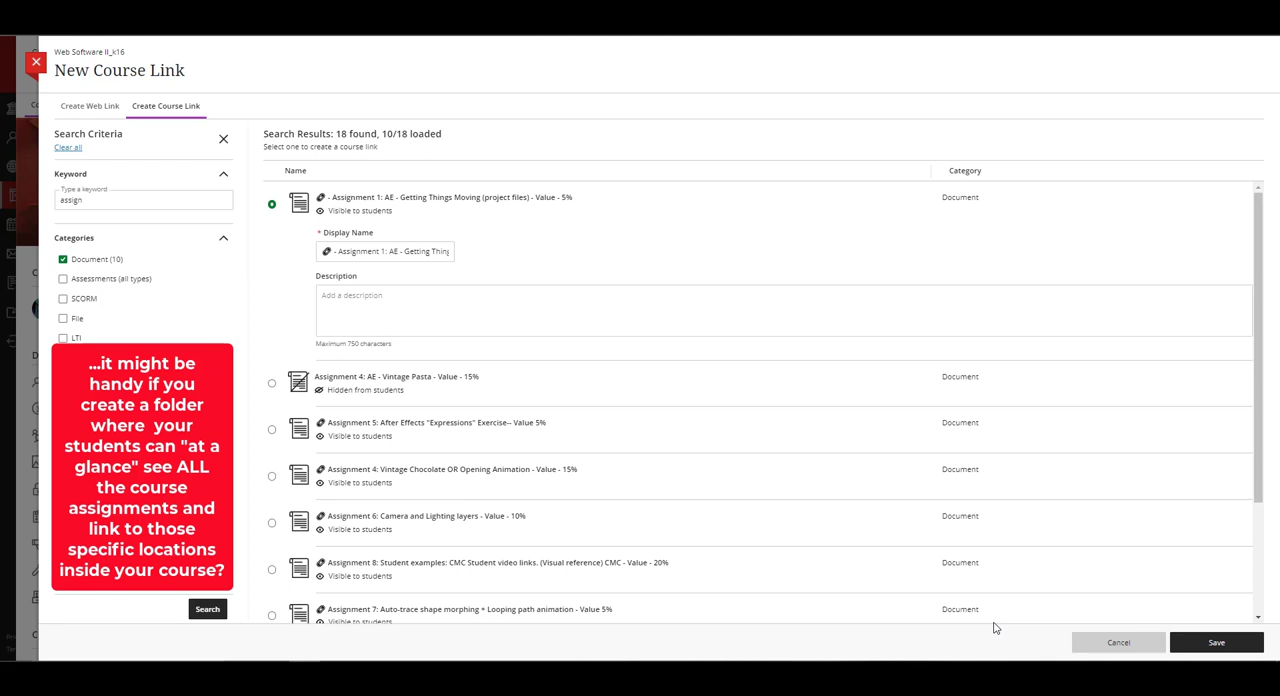 Web Software II_k16
New Course Link
Create Web Link
Create Course Link
Search Criteria
Clear all
Keyword
Type a keyword
assign
Categories
Document (10)
Assessments (all types)
SCORM
File
LTI
...it might be
handy if you
create a folder
where your
students can "at a
glance" see ALL
the course
assignments and
link to those
specific locations
inside your course?
Search
Search Results: 18 found, 10/18 loaded
Select one to create a course link
Name
Category
- Assignment 1: AE - Getting Things Moving (project files) - Value - 5%
Document
Visible to students
* Display Name
- Assignment 1: AE - Getting Thing
Description
Add a description
Maximum 750 characters
Assignment 4: AE - Vintage Pasta - Value - 15%
Document
Hidden from students
Assignment 5: After Effects "Expressions" Exercise-- Value 5%
Document
Visible to students
Assignment 4: Vintage Chocolate OR Opening Animation - Value - 15%
Document
Visible to students
Assignment 6: Camera and Lighting layers - Value - 10%
Document
Visible to students
Assignment 8: Student examples: CMC Student video links. (Visual reference) CMC - Value - 20%
Document
Visible to students
Assignment 7: Auto-trace shape morphing + Looping path animation - Value 5%
Document
Visible to students
Cancel
Save